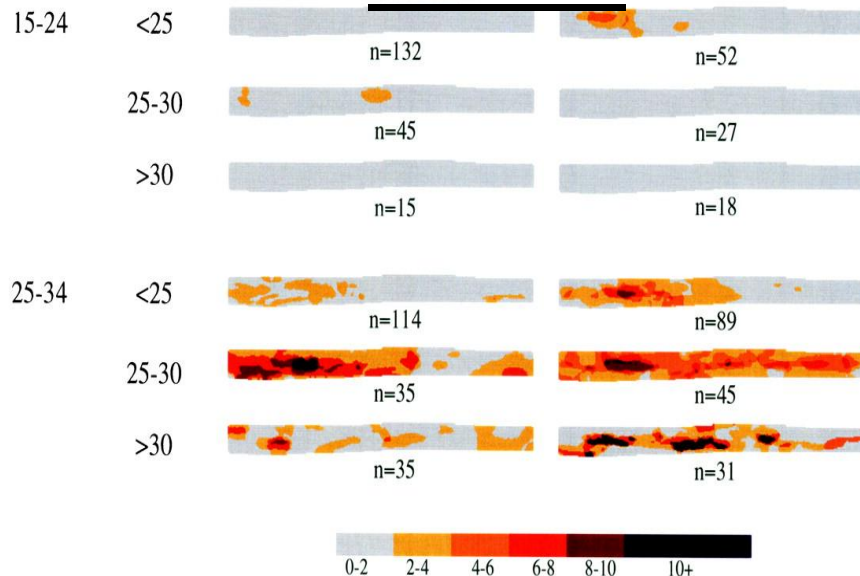 15-24 <25
n=132 n=52
25-30
n=45 n=27
>30
n=15 n=18
25-34 <25
n=114 n=89
25-30
n=35 n=45
>30
n=35 n=31
0-2 2-4 4-6 6-8 8-10 10+